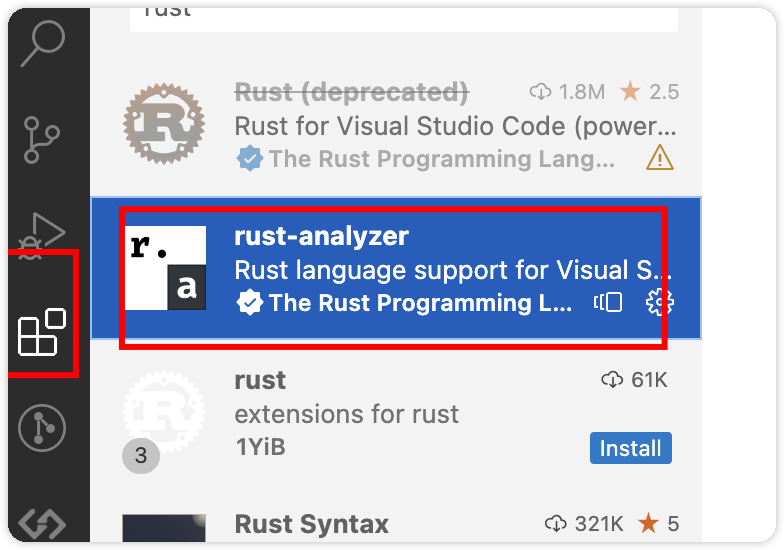 rust
Rust (deprecated) 1.8M 2.5
Rust for Visual Studio Code (power...
The Rust Programming Lang...
r.
a
rust-analyzer
Rust language support for Visual S...
The Rust Programming L...
rust 61K
extensions for rust
1YiB
3
Install
Rust Syntax 321K 5